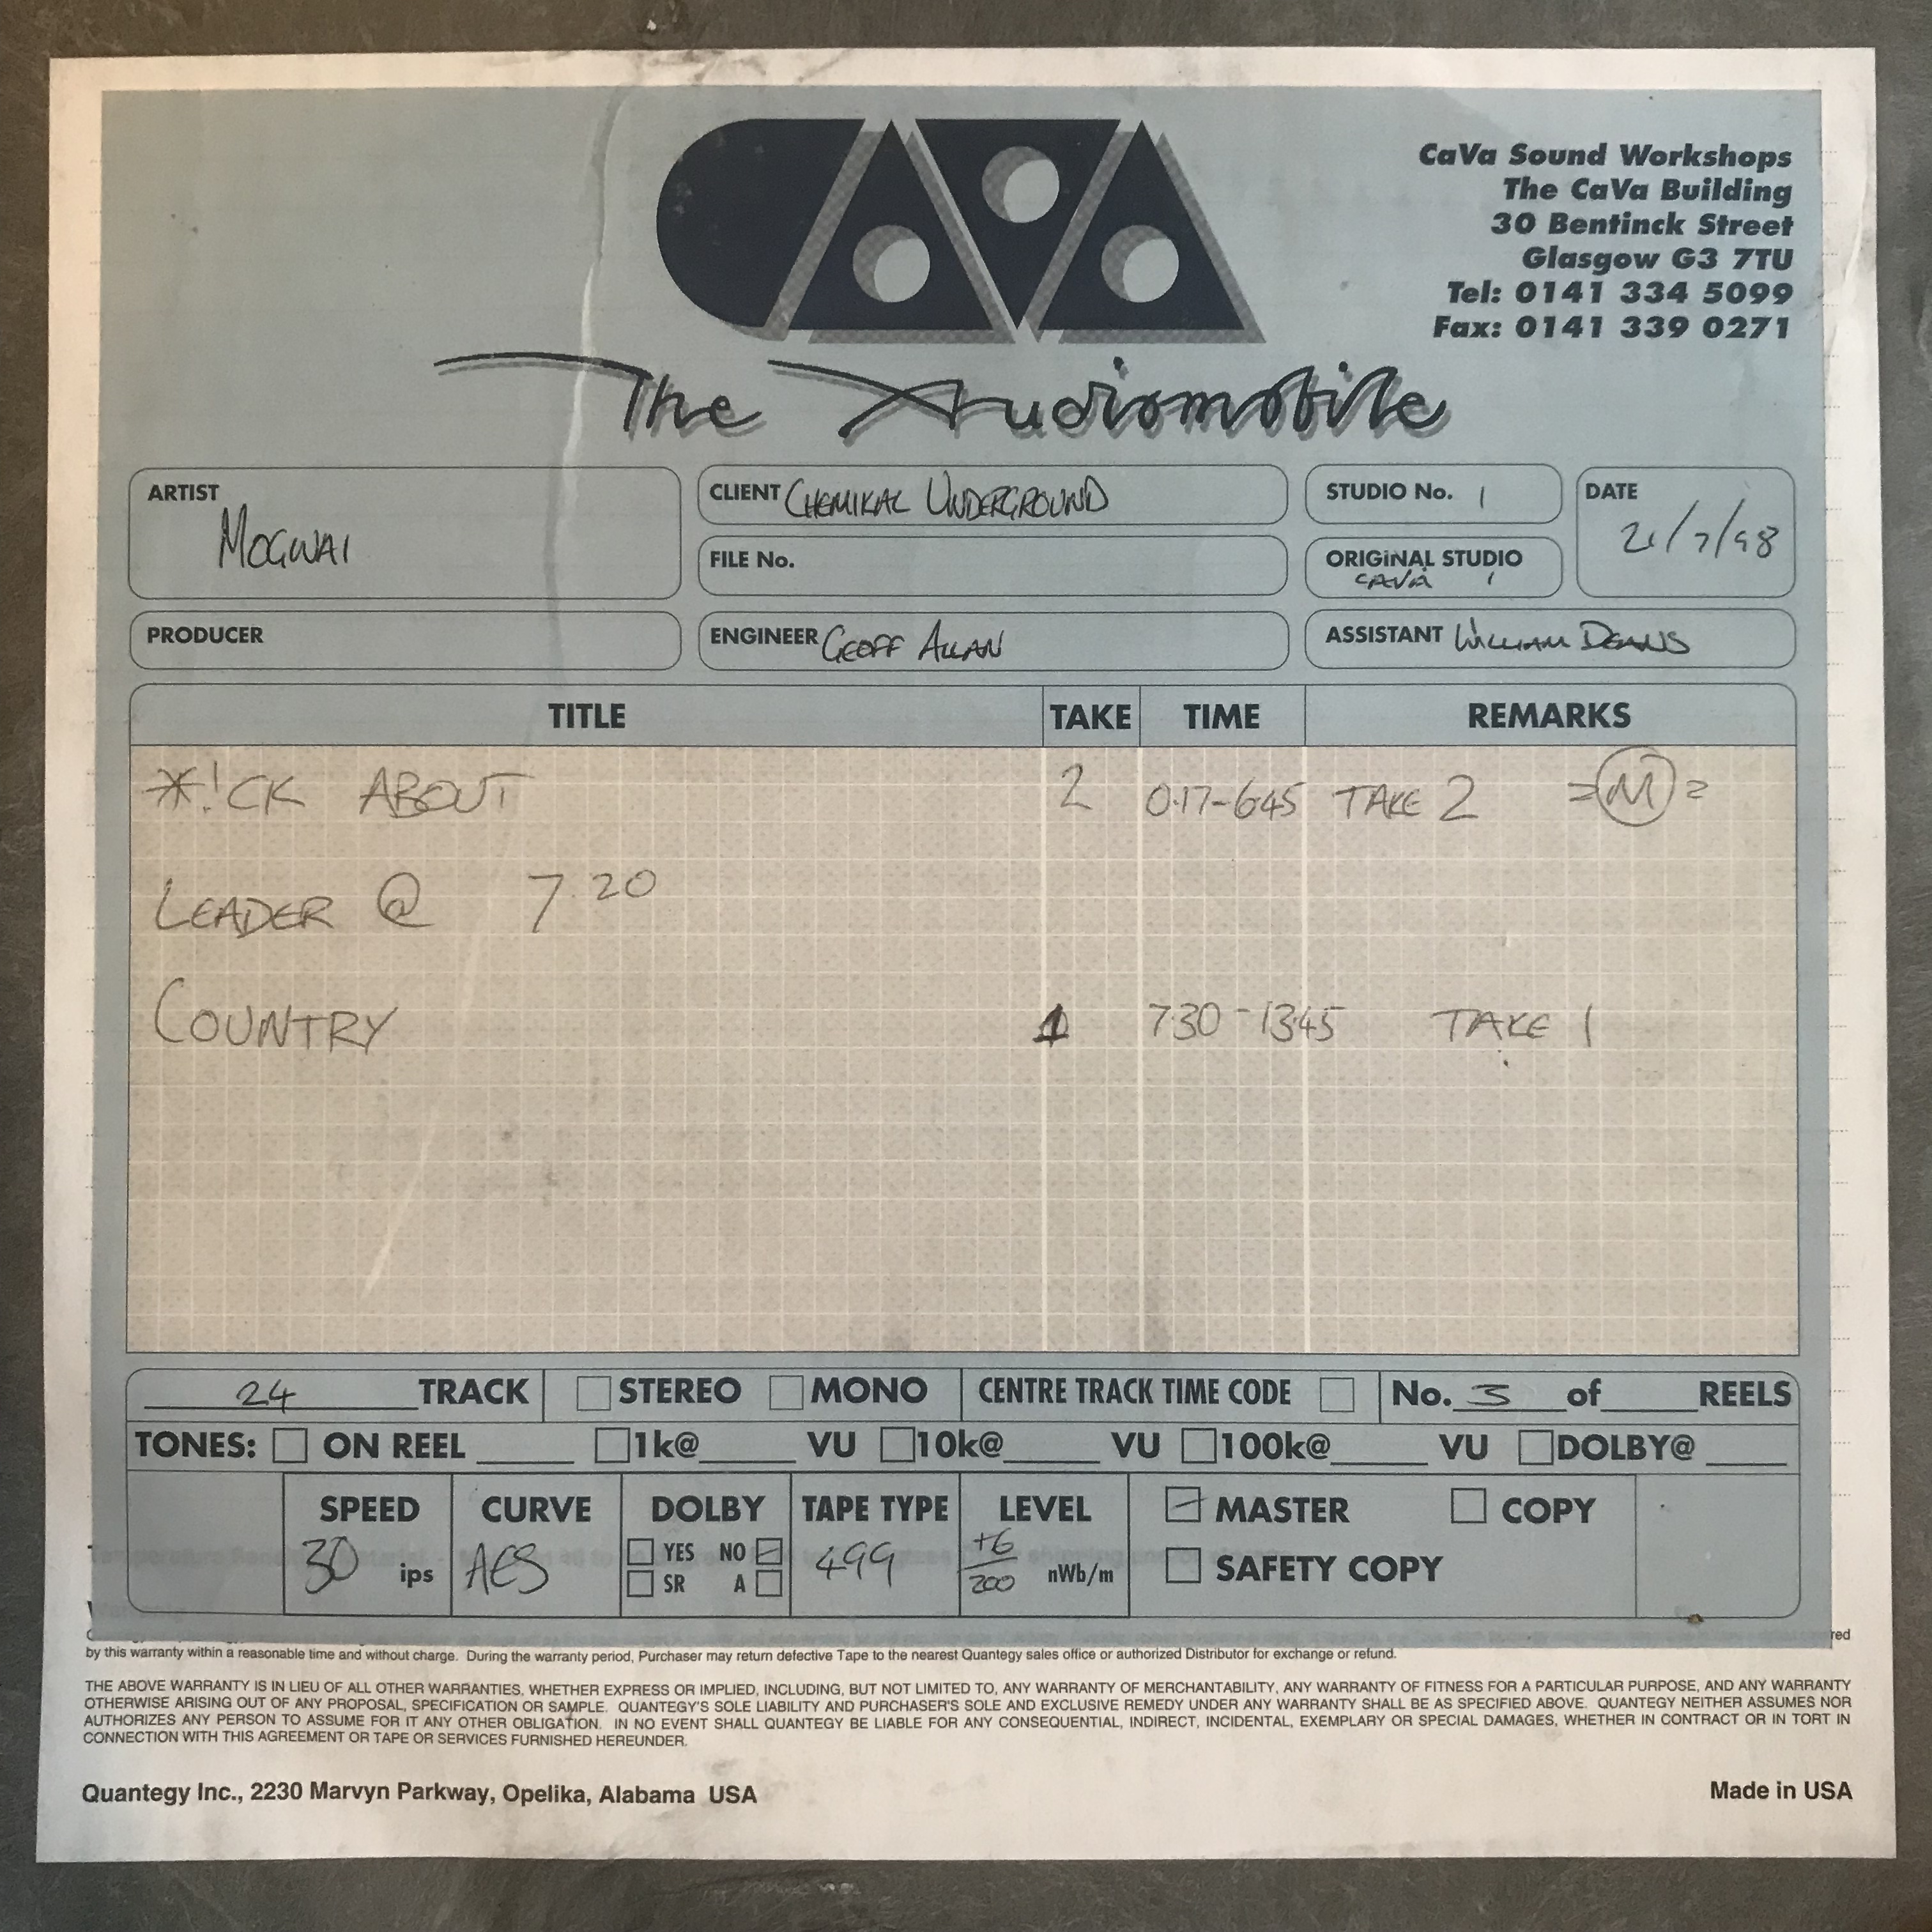 CAVA
CaVa Sound Workshops
The CaVa Building
30 Bentinck Street
Glasgow G3 7TU
Tel: 0141 334 5099
Fax: 0141 339 0271
The Audiomobile
ARTIST MOGWAI
CLIENT CHEMIKAL UNDERGROUND
STUDIO No. 1
DATE 21/7/98
FILE No.
ORIGINAL STUDIO CAVA 1
PRODUCER
ENGINEER GEOFF ALLAN
ASSISTANT WILLIAM DEANS
TITLE TAKE TIME REMARKS
*!CK ABOUT 2 0.17-6.45 TAKE 2 =M=
LEADER @ 7.20
COUNTRY 1 7.30-13.45 TAKE 1
24 TRACK STEREO MONO CENTRE TRACK TIME CODE No. 3 of REELS
TONES: ON REEL 1k@ VU 10k@ VU 100k@ VU DOLBY@
SPEED CURVE DOLBY TAPE TYPE LEVEL MASTER COPY
30 ips AES YES NO SR A 499 +6/200 nWb/m SAFETY COPY
by this warranty within a reasonable time and without charge. During the warranty period, Purchaser may return defective Tape to the nearest Quantegy sales office or authorized Distributor for exchange or refund.
THE ABOVE WARRANTY IS IN LIEU OF ALL OTHER WARRANTIES, WHETHER EXPRESS OR IMPLIED, INCLUDING, BUT NOT LIMITED TO, ANY WARRANTY OF MERCHANTABILITY, ANY WARRANTY OF FITNESS FOR A PARTICULAR PURPOSE, AND ANY WARRANTY
OTHERWISE ARISING OUT OF ANY PROPOSAL, SPECIFICATION OR SAMPLE. QUANTEGY'S SOLE LIABILITY AND PURCHASER'S SOLE AND EXCLUSIVE REMEDY UNDER ANY WARRANTY SHALL BE AS SPECIFIED ABOVE. QUANTEGY NEITHER ASSUMES NOR
AUTHORIZES ANY PERSON TO ASSUME FOR IT ANY OTHER OBLIGATION. IN NO EVENT SHALL QUANTEGY BE LIABLE FOR ANY CONSEQUENTIAL, INDIRECT, INCIDENTAL, EXEMPLARY OR SPECIAL DAMAGES, WHETHER IN CONTRACT OR IN TORT IN
CONNECTION WITH THIS AGREEMENT OR TAPE OR SERVICES FURNISHED HEREUNDER.
Quantegy Inc., 2230 Marvyn Parkway, Opelika, Alabama USA
Made in USA